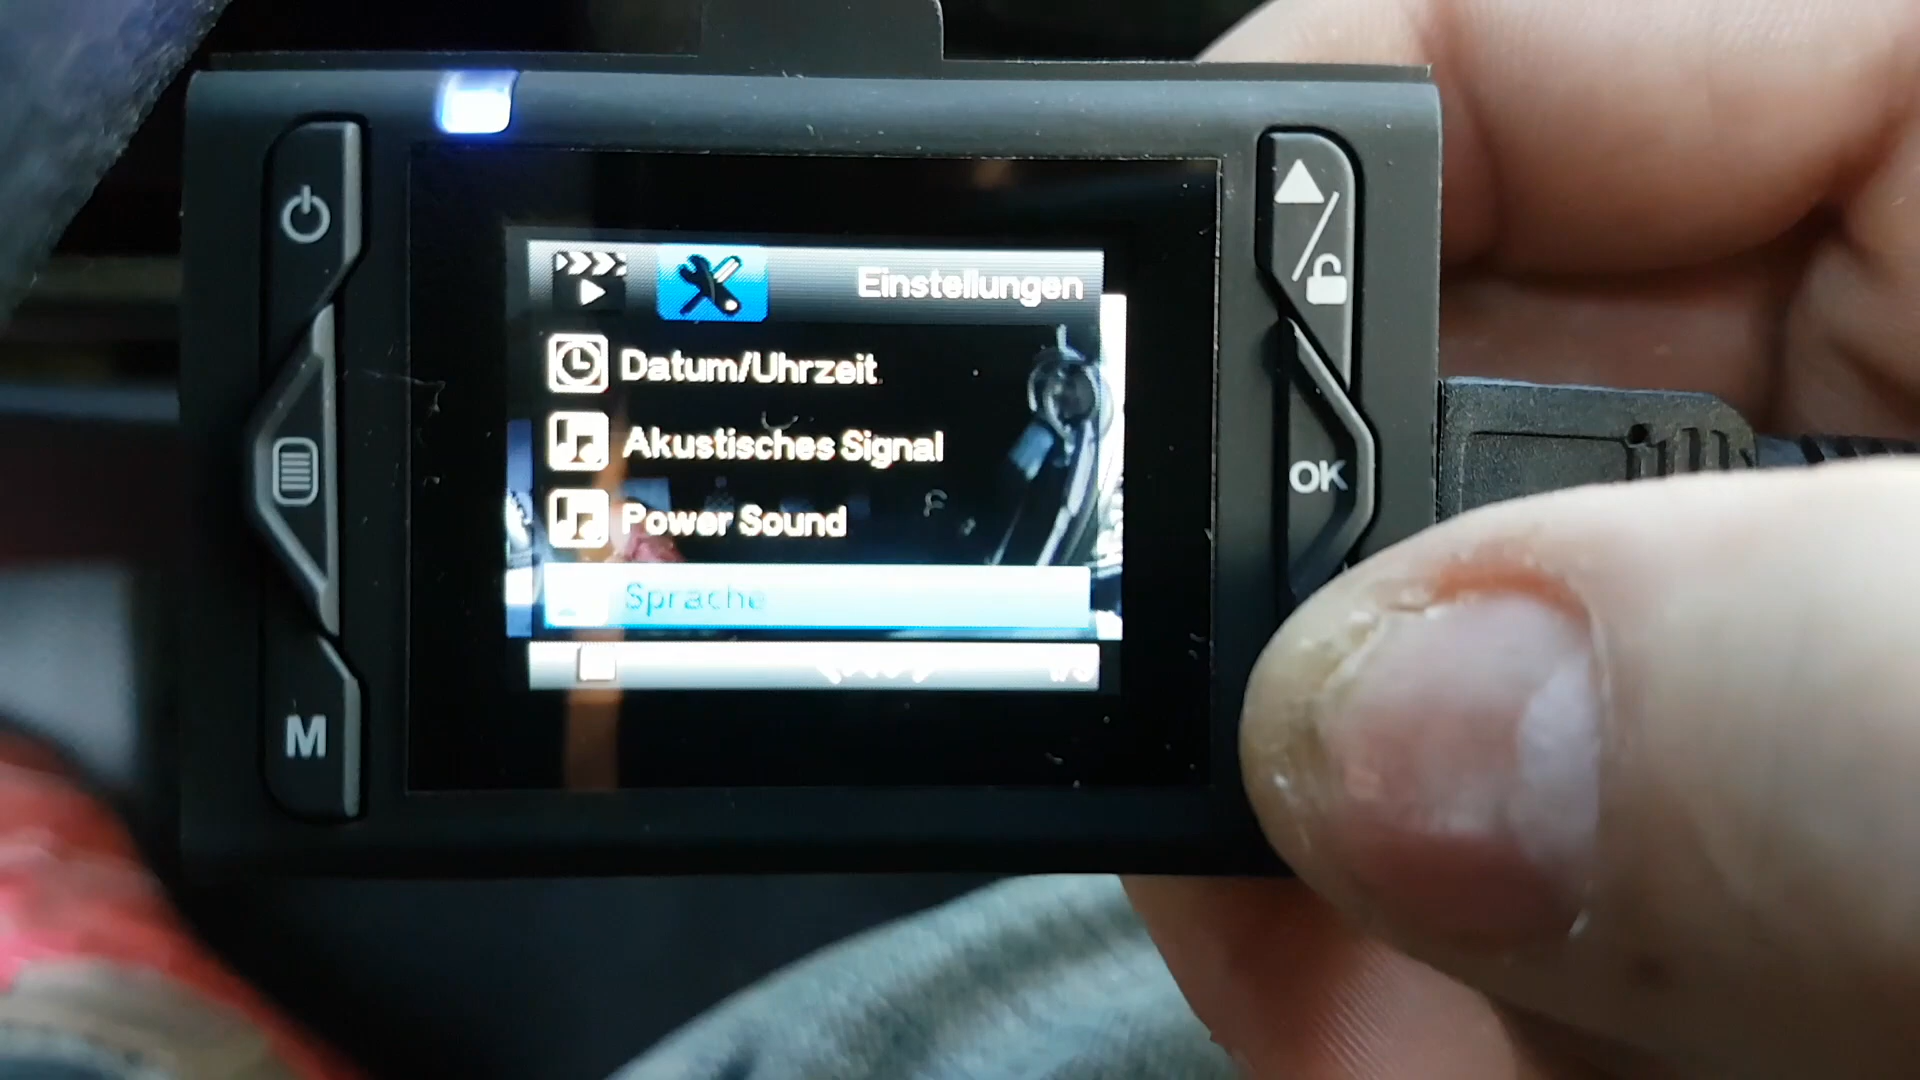 Einstellungen
Datum/Uhrzeit
Akustisches Signal
Power Sound
Sprache
OK
M